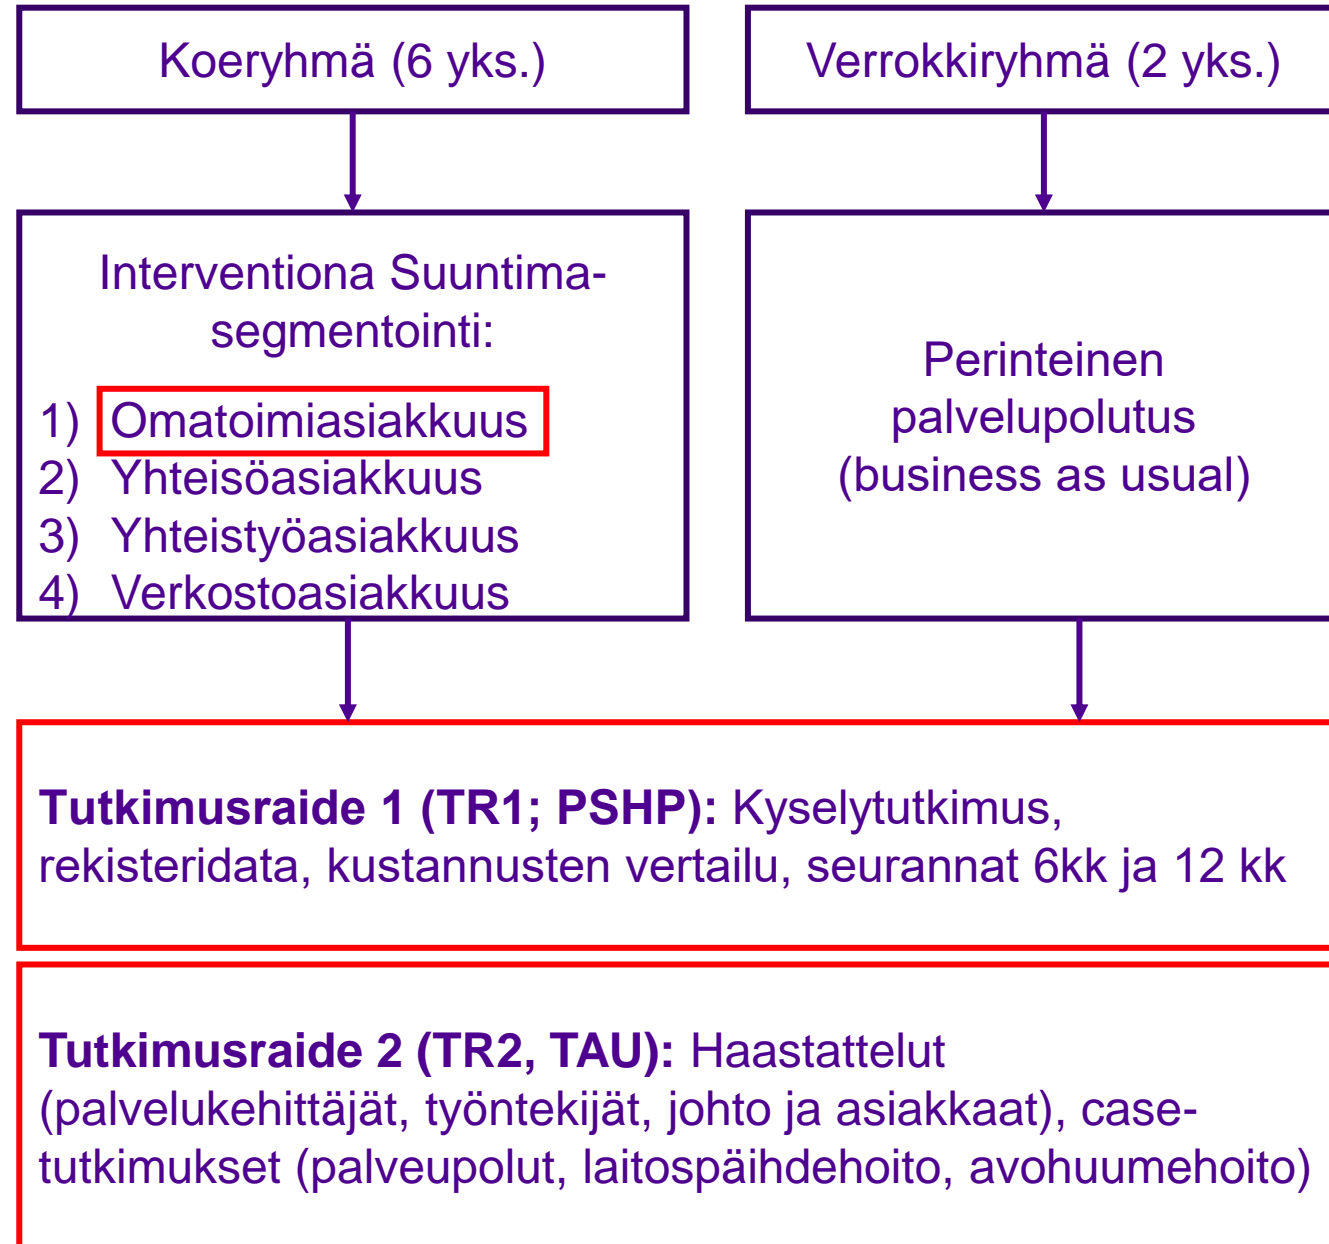 Koeryhmä (6 yks.)
Verrokkiryhmä (2 yks.)
Interventiona Suuntima-
segmentointi:
1) Omatoimiasiakkuus
2) Yhteisöasiakkuus
3) Yhteistyöasiakkuus
4) Verkostoasiakkuus
Perinteinen
palvelupolutus
(business as usual)
Tutkimusraide 1 (TR1; PSHP): Kyselytutkimus,
rekisteridata, kustannusten vertailu, seurannat 6kk ja 12 kk
Tutkimusraide 2 (TR2, TAU): Haastattelut
(palvelukehittäjät, työntekijät, johto ja asiakkaat), case-
tutkimukset (palveupolut, laitospäihdehoito, avohuumehoito)